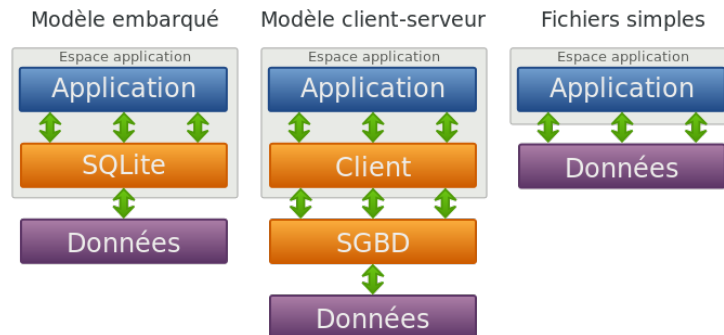 Modèle embarqué
Espace application
Application
SQLite
Données
Modèle client-serveur
Espace application
Application
Client
SGBD
Données
Fichiers simples
Espace application
Application
Données